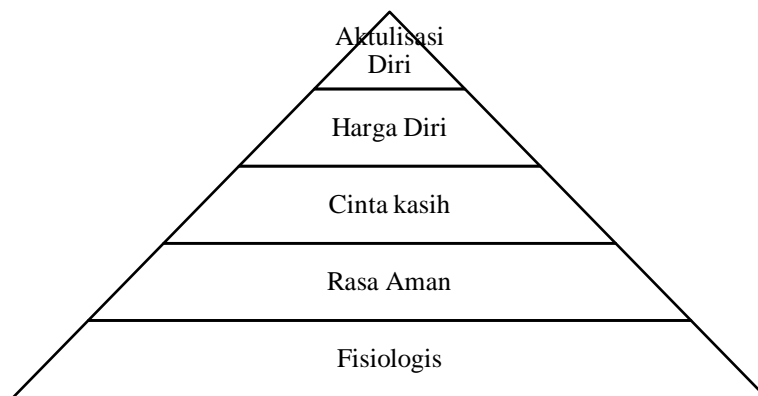 Aktulisasi
Diri
Harga Diri
Cinta kasih
Rasa Aman
Fisiologis